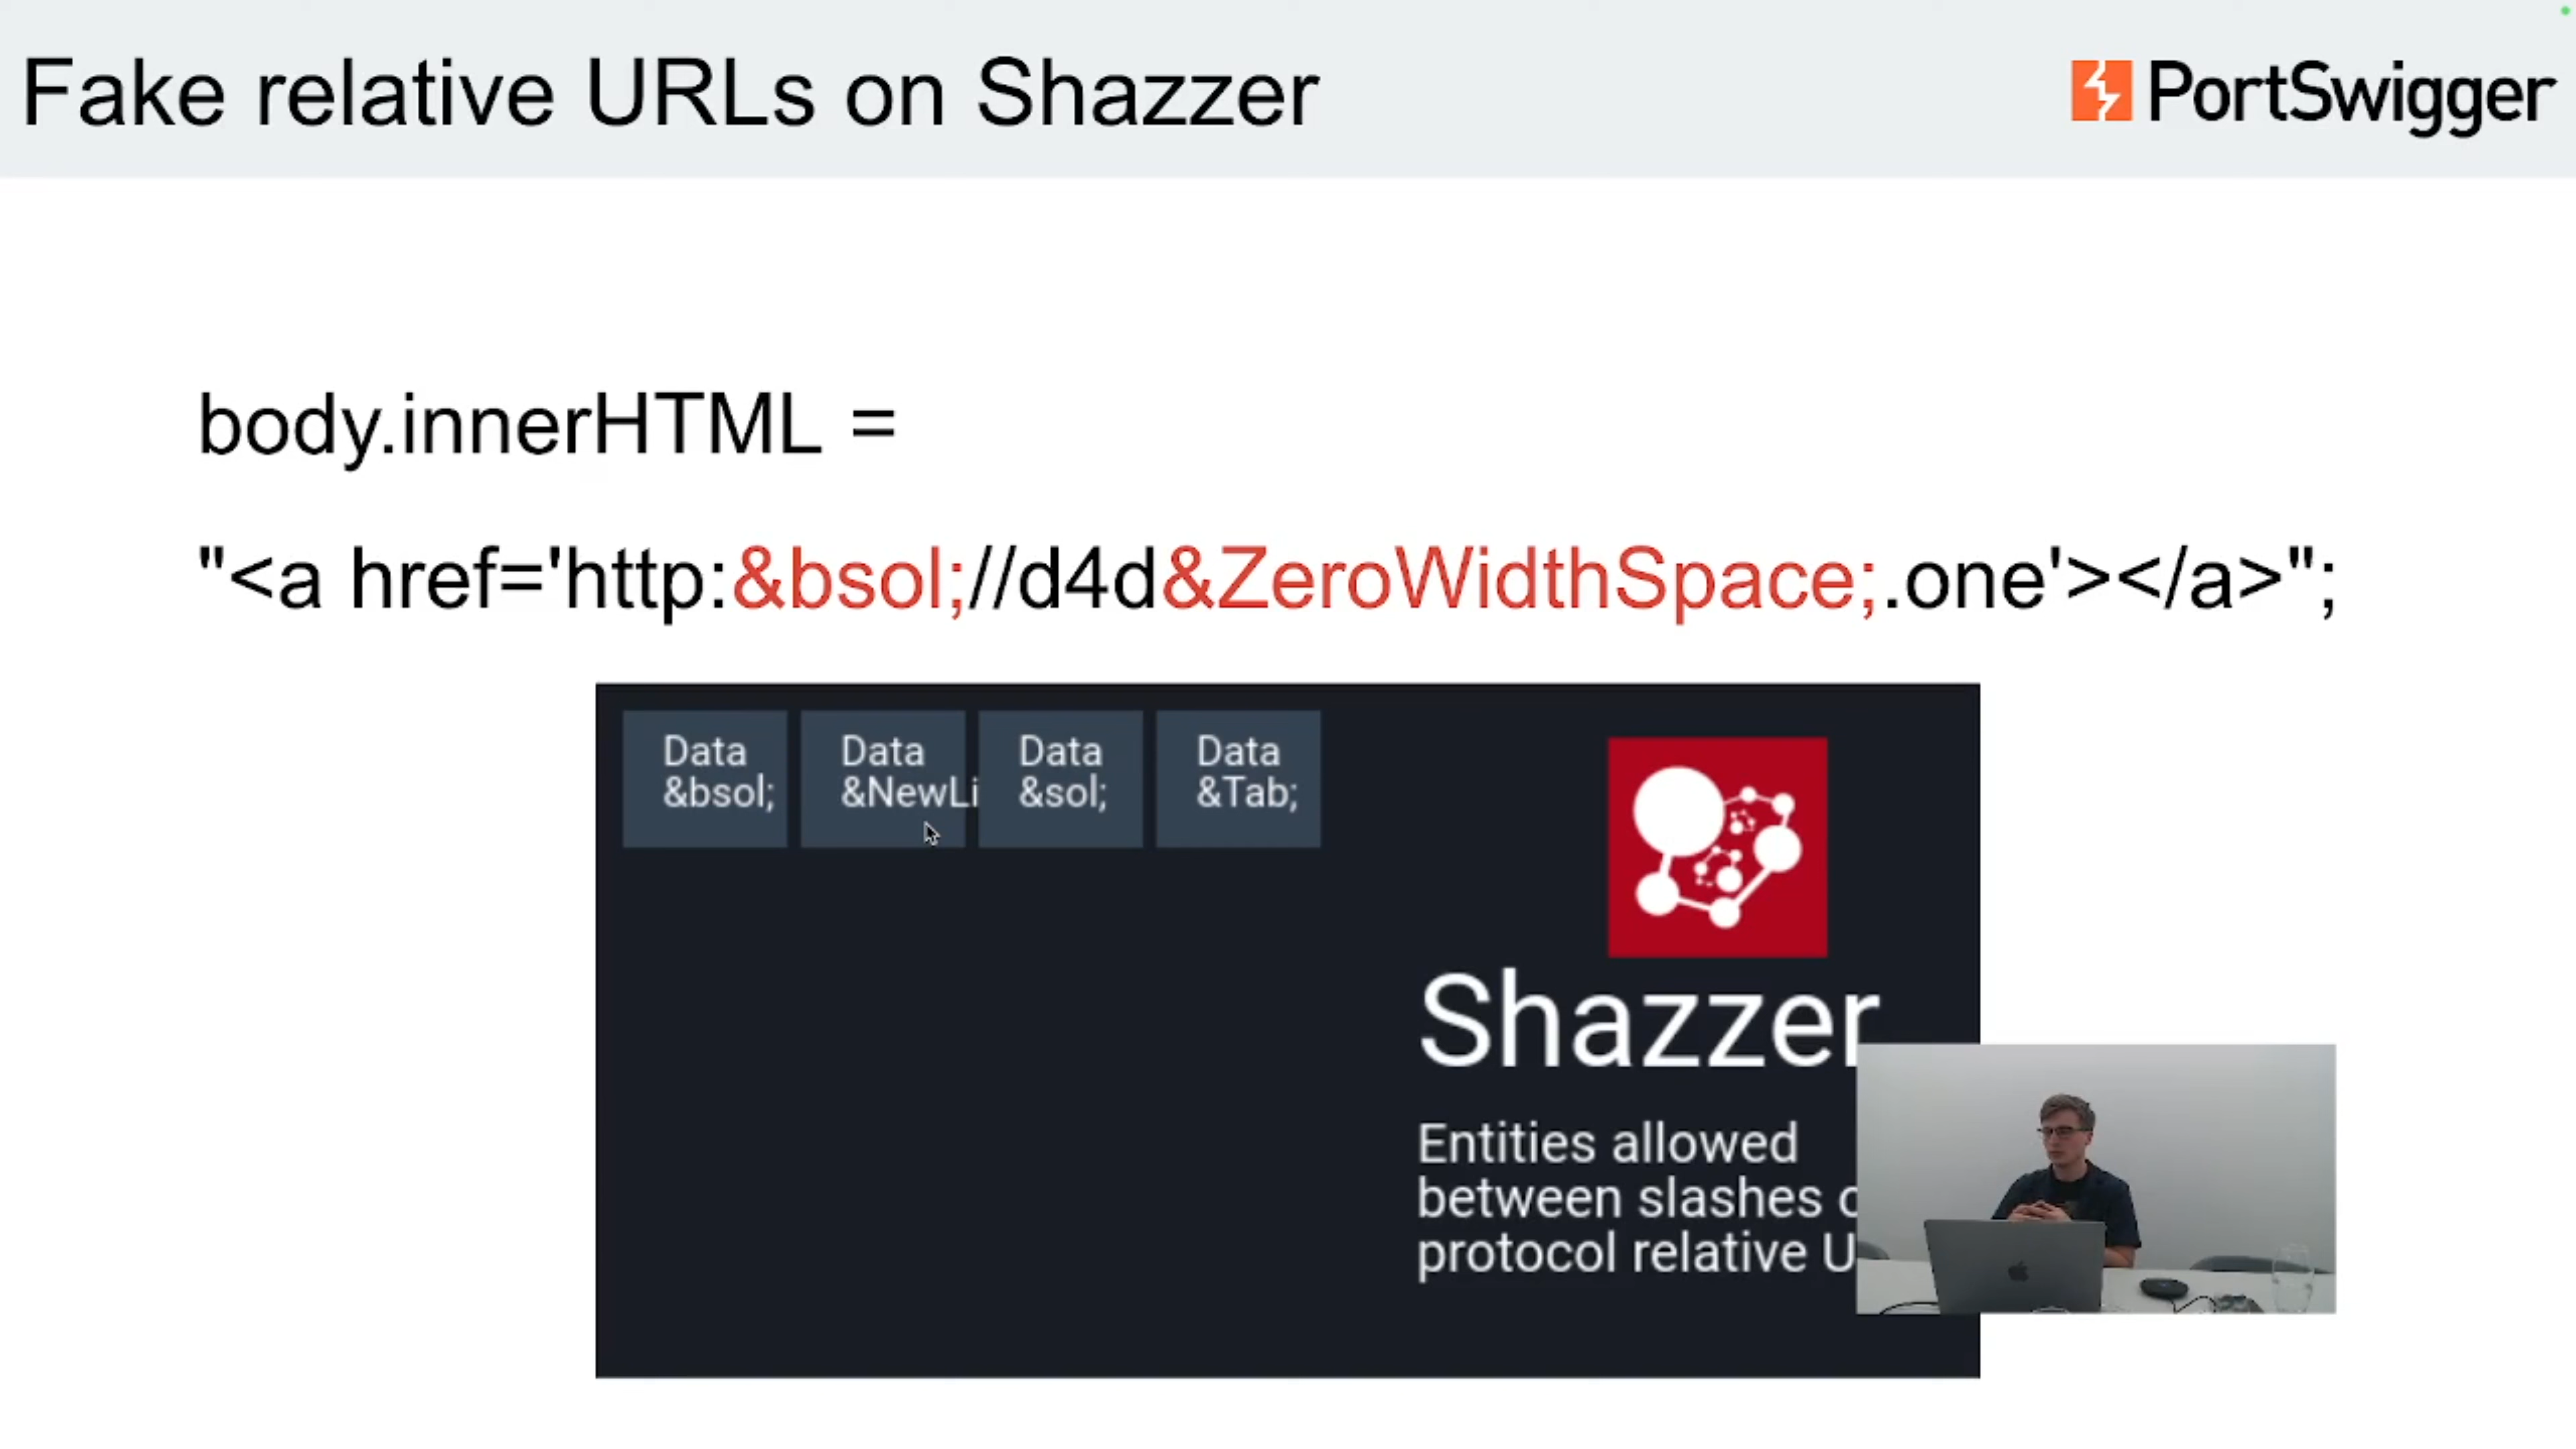 Fake relative URLs on Shazzer
PortSwigger
body.innerHTML =
"<a href='http:&bsol;//d4d&ZeroWidthSpace;.one'></a>";
Data
&bsol;
Data
&NewLi
Data
&sol;
Data
&Tab;
Shazzer
Entities allowed
between slashes
protocol relative